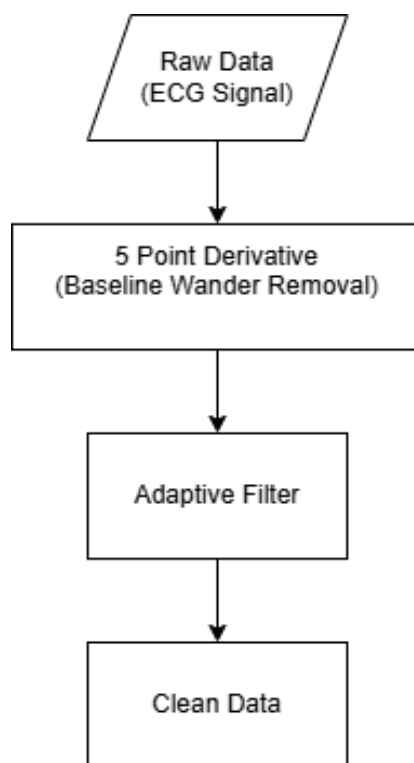 Raw Data
(ECG Signal)
5 Point Derivative
(Baseline Wander Removal)
Adaptive Filter
Clean Data